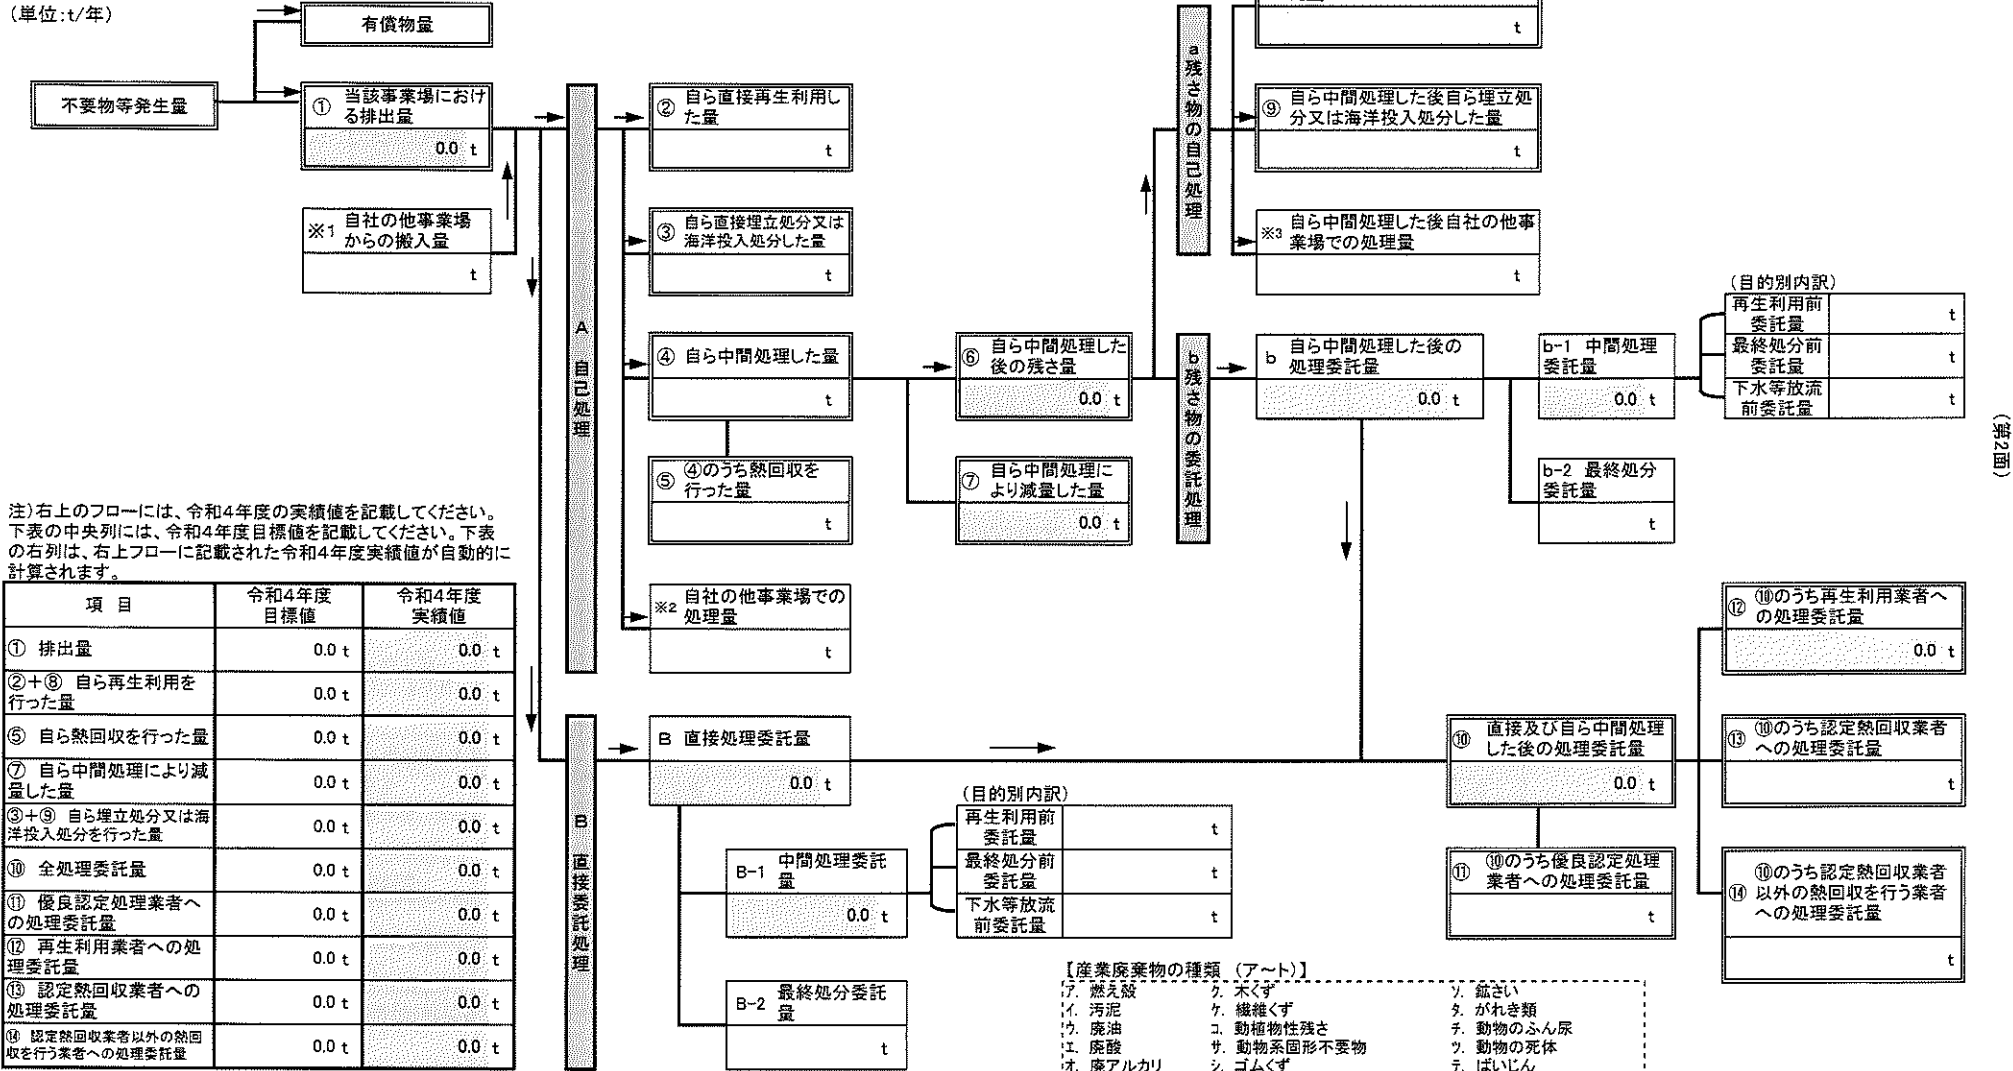 (単位:t/年)
有償物量
不要物等発生量
① 当該事業場におけ
る排出量
0.0 t
※1 自社の他事業場
からの搬入量
t
A 自己処理
② 自ら直接再生利用し
た量
t
③ 自ら直接埋立処分又は
海洋投入処分した量
t
④ 自ら中間処理した量
t
⑤ ④のうち熱回収を
行った量
t
※2 自社の他事業場での
処理量
t
⑥ 自ら中間処理した
後の残さ量
0.0 t
⑦ 自ら中間処理に
より減量した量
0.0 t
a 残さ物の自己処理
t
⑨ 自ら中間処理した後自ら埋立処
分又は海洋投入処分した量
t
※3 自ら中間処理した後自社の他事
業場での処理量
t
b 残さ物の委託処理
b 自ら中間処理した後の
処理委託量
0.0 t
b-1 中間処理
委託量
0.0 t
(目的別内訳)
再生利用前
委託量
t
最終処分前
委託量
t
下水等放流
前委託量
t
b-2 最終処分
委託量
t
(第2面)
注)右上のフローには、令和4年度の実績値を記載してください。
下表の中央列には、令和4年度目標値を記載してください。下表
の右列は、右上フローに記載された令和4年度実績値が自動的に
計算されます。
項 目 令和4年度
目標値 令和4年度
実績値
① 排出量 0.0 t 0.0 t
②+⑧ 自ら再生利用を
行った量 0.0 t 0.0 t
⑤ 自ら熱回収を行った量 0.0 t 0.0 t
⑦ 自ら中間処理により減
量した量 0.0 t 0.0 t
③+⑨ 自ら埋立処分又は海
洋投入処分を行った量 0.0 t 0.0 t
⑩ 全処理委託量 0.0 t 0.0 t
⑪ 優良認定処理業者へ
の処理委託量 0.0 t 0.0 t
⑫ 再生利用業者への処
理委託量 0.0 t 0.0 t
⑬ 認定熱回収業者への
処理委託量 0.0 t 0.0 t
⑭ 認定熱回収業者以外の熱回
収を行う業者への処理委託量 0.0 t 0.0 t
B 直接委託処理
B 直接処理委託量
0.0 t
B-1 中間処理委託
量
0.0 t
(目的別内訳)
再生利用前
委託量
t
最終処分前
委託量
t
下水等放流
前委託量
t
B-2 最終処分委託
量
t
⑩ 直接及び自ら中間処理
した後の処理委託量
0.0 t
⑪ ⑩のうち優良認定処理
業者への処理委託量
t
⑫ ⑩のうち再生利用業者へ
の処理委託量
0.0 t
⑬ ⑩のうち認定熱回収業者
への処理委託量
t
⑭ ⑩のうち認定熱回収業者
以外の熱回収を行う業者
への処理委託量
t
【産業廃棄物の種類 (ア~ト)】
ア. 燃え殻 ク. 木くず ソ. 鉱さい
イ. 汚泥 ケ. 繊維くず タ. がれき類
ウ. 廃油 コ. 動植物性残さ チ. 動物のふん尿
エ. 廃酸 サ. 動物系固形不要物 ツ. 動物の死体
オ. 廃アルカリ シ. ゴムくず テ. ばいじん